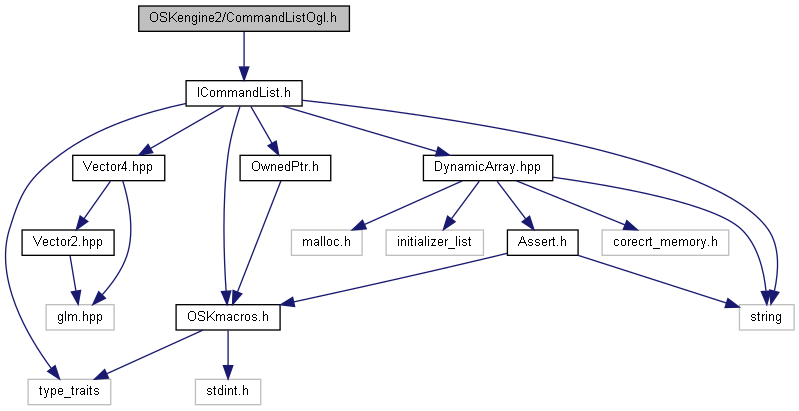 OSKengine2/CommandListOgl.h
ICommandList.h
Vector4.hpp
OwnedPtr.h
DynamicArray.hpp
Vector2.hpp
malloc.h
initializer_list
Assert.h
corecrt_memory.h
glm.hpp
OSKmacros.h
string
type_traits
stdint.h